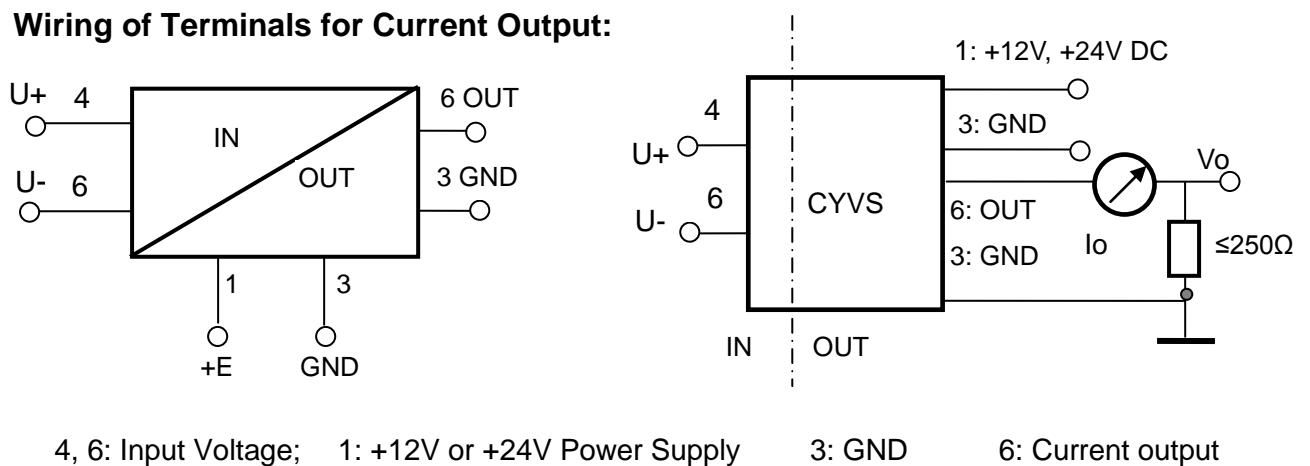 Wiring of Terminals for Current Output:
U+ 4
IN
6 OUT
U- 6
OUT
3 GND
1
3
+E
GND
1: +12V, +24V DC
4
3: GND
U+
Vo
6
CYVS
6: OUT
U-
Io
≤250Ω
3: GND
IN
OUT
4, 6: Input Voltage; 1: +12V or +24V Power Supply 3: GND 6: Current output